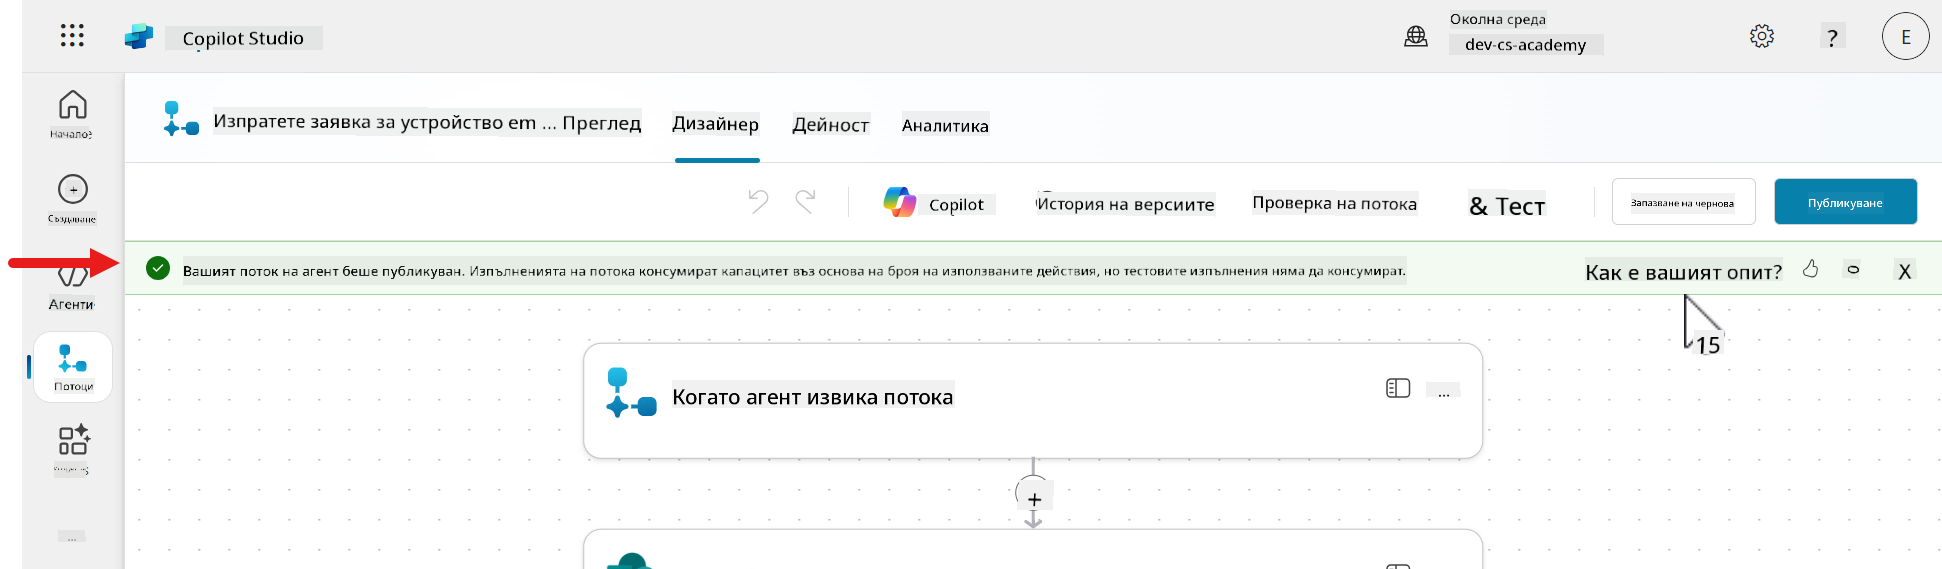 Copilot Studio
Околна среда
dev-cs-academy
?
E
Начало?
Създаване
Агенти
Потоци
...
Изпратете заявка за устройство em ... Преглед
Дизайнер
Дейност
Аналитика
Copilot
История на версиите
Проверка на потока
& Тест
Запазване на чернова
Публикуване
Вашият поток на агент беше публикуван. Изпълненията на потока консумират капацитет въз основа на броя на използваните действия, но тестовите изпълнения няма да консумират.
Как е вашият опит?
X
15
Когато агент извика потока
...
+